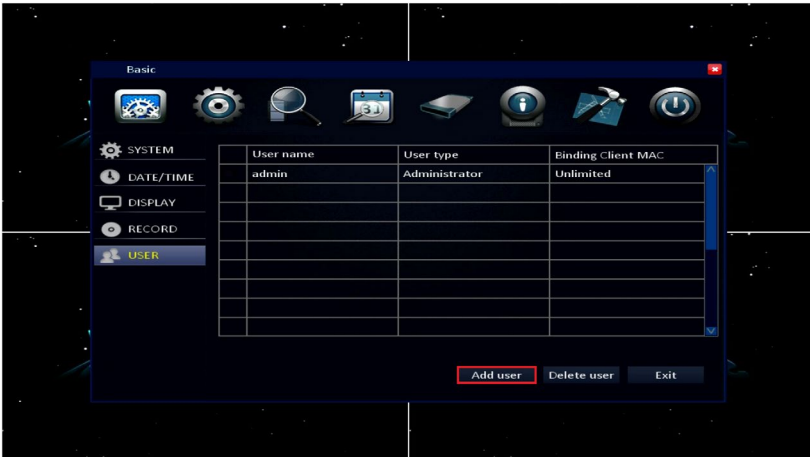 Basic
31
SYSTEM
DATE/TIME
DISPLAY
RECORD
USER
User name User type Binding Client MAC
admin Administrator Unlimited
Add user Delete user Exit